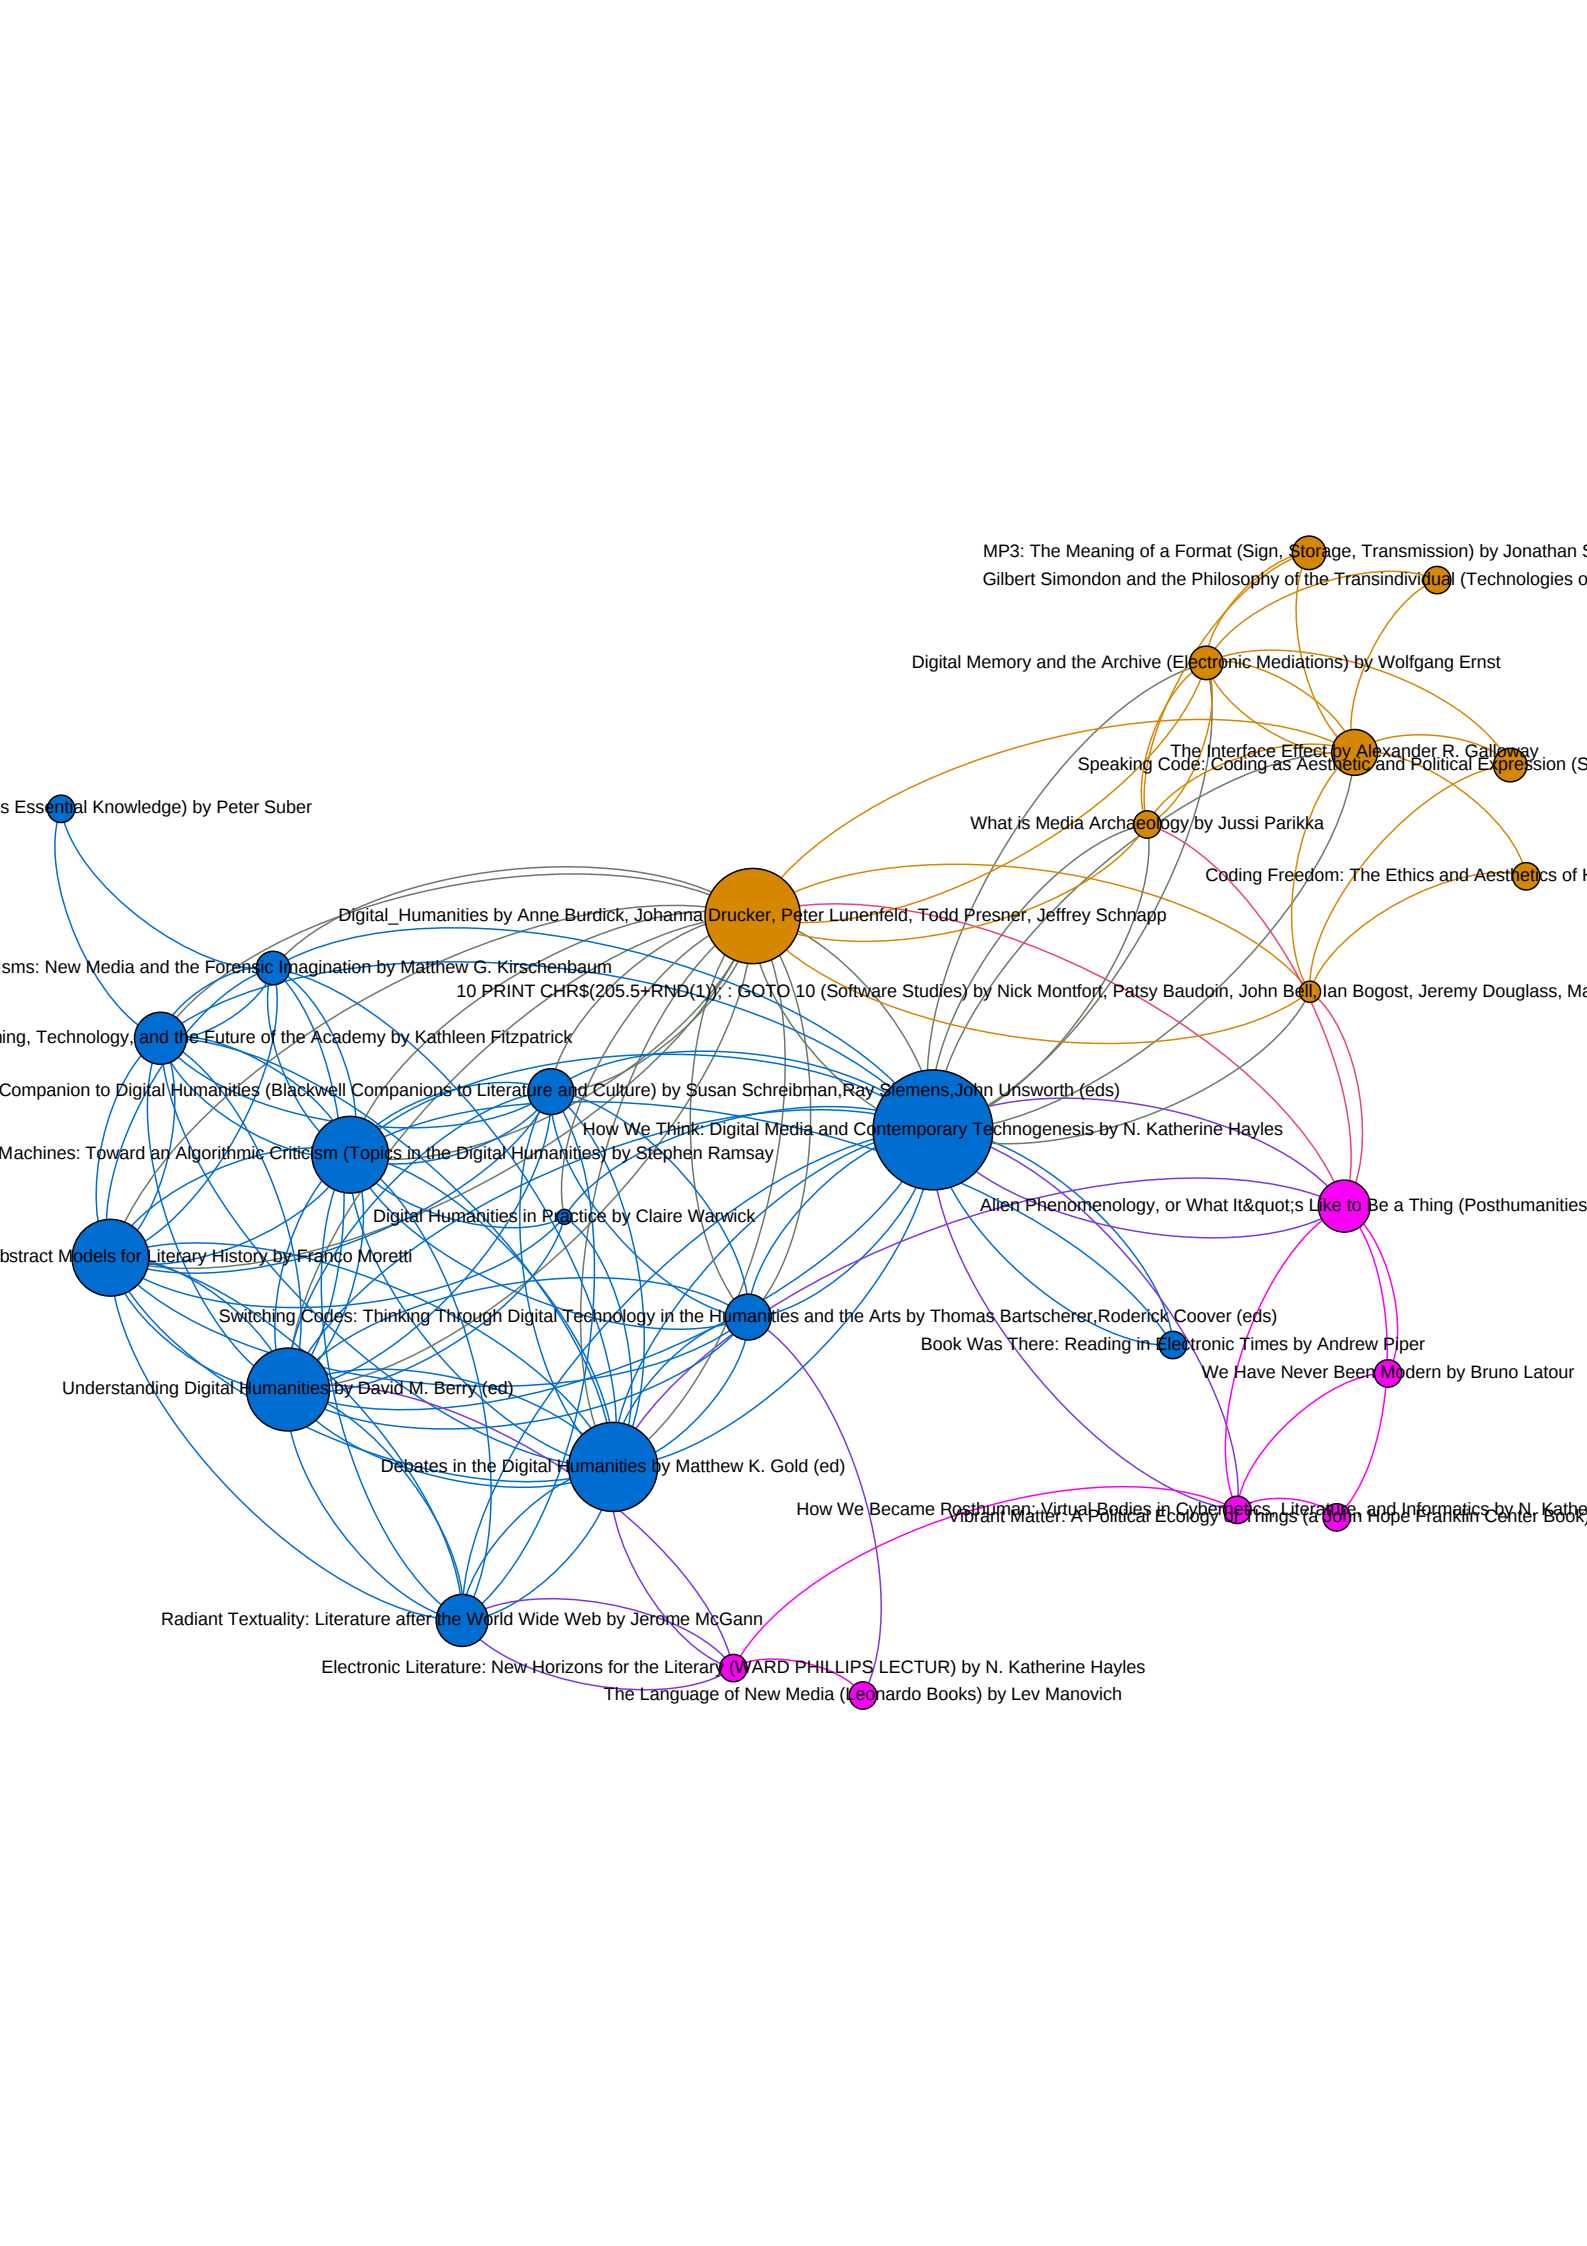 MP3: The Meaning of a Format (Sign, Storage, Transmission) by Jonathan
Gilbert Simondon and the Philosophy of the Transindividual (Technologies
Digital Memory and the Archive (Electronic Mediations) by Wolfgang Ernst
The Interface Effect by Alexander R. Galloway
Speaking Code: Coding as Aesthetic and Political Expression (S
What is Media Archaeology by Jussi Parikka
s Essential Knowledge) by Peter Suber
Coding Freedom: The Ethics and Aesthetics of
Digital_Humanities by Anne Burdick, Johanna Drucker, Peter Lunenfeld, Todd Presner, Jeffrey Schnapp
sms: New Media and the Forensic Imagination by Matthew G. Kirschenbaum
10 PRINT CHR$(205.5+RND(1)); : GOTO 10 (Software Studies) by Nick Montfort, Patsy Baudoin, John Bell, Ian Bogost, Jeremy Douglass, Ma
ing, Technology, and the Future of the Academy by Kathleen Fitzpatrick
Companion to Digital Humanities (Blackwell Companions to Literature and Culture) by Susan Schreibman,Ray Siemens,John Unsworth (eds)
How We Think: Digital Media and Contemporary Technogenesis by N. Katherine Hayles
Machines: Toward an Algorithmic Criticism (Topics in the Digital Humanities) by Stephen Ramsay
Alien Phenomenology, or What It&quot;s Like to Be a Thing (Posthumanities
Digital Humanities in Practice by Claire Warwick
bstract Models for Literary History by Franco Moretti
Switching Codes: Thinking Through Digital Technology in the Humanities and the Arts by Thomas Bartscherer,Roderick Coover (eds)
Book Was There: Reading in Electronic Times by Andrew Piper
We Have Never Been Modern by Bruno Latour
Understanding Digital Humanities by David M. Berry (ed)
Debates in the Digital Humanities by Matthew K. Gold (ed)
How We Became Posthuman: Virtual Bodies in Cybernetics, Literature, and Informatics by N. Kathe
Vibrant Matter: A Political Ecology of Things (a John Hope Franklin Center Book)
Radiant Textuality: Literature after the World Wide Web by Jerome McGann
Electronic Literature: New Horizons for the Literary (WARD PHILLIPS LECTUR) by N. Katherine Hayles
The Language of New Media (Leonardo Books) by Lev Manovich